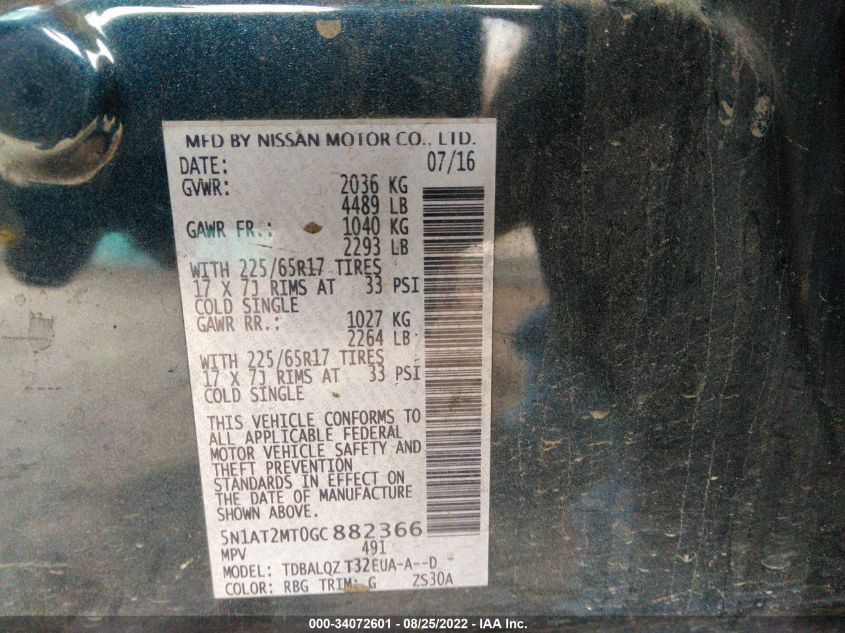 MFD BY NISSAN MOTOR CO., LTD.
DATE: 07/16
GVWR: 2036 KG
4489 LB
GAWR FR.: 1040 KG
2293 LB
WITH 225/65R17 TIRES
17 X 7J RIMS AT 33 PSI
COLD SINGLE
GAWR RR.: 1027 KG
2264 LB
WITH 225/65R17 TIRES
17 X 7J RIMS AT 33 PSI
COLD SINGLE
THIS VEHICLE CONFORMS TO
ALL APPLICABLE FEDERAL
MOTOR VEHICLE SAFETY AND
THEFT PREVENTION
STANDARDS IN EFFECT ON
THE DATE OF MANUFACTURE
SHOWN ABOVE.
5N1AT2MT0GC882366
MPV 491
MODEL: TDBALQZ T32EUA-A--D
COLOR: RBG TRIM: G ZS30A
000-34072601 - 08/25/2022 - IAA Inc.